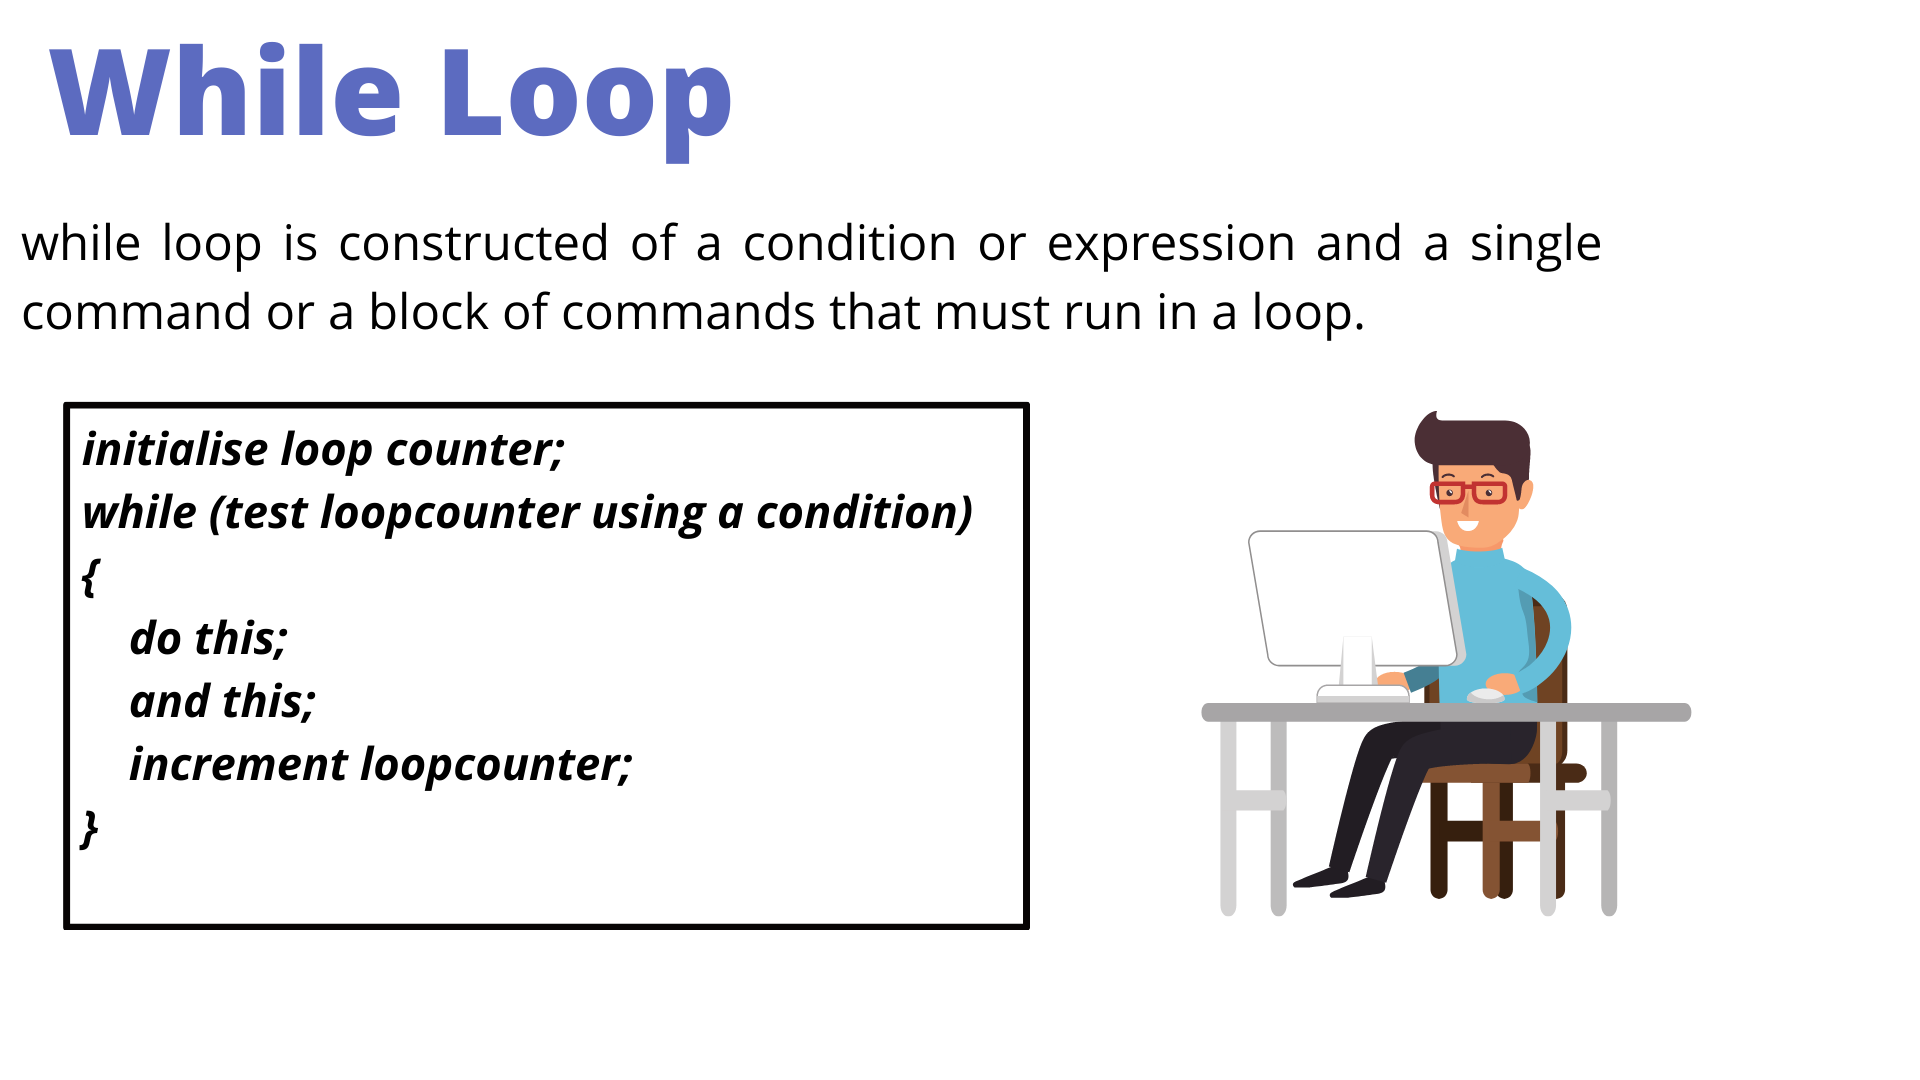 While Loop
while loop is constructed of a condition or expression and a single
command or a block of commands that must run in a loop.
initialise loop counter;
while (test loopcounter using a condition)
{
do this;
and this;
increment loopcounter;
}